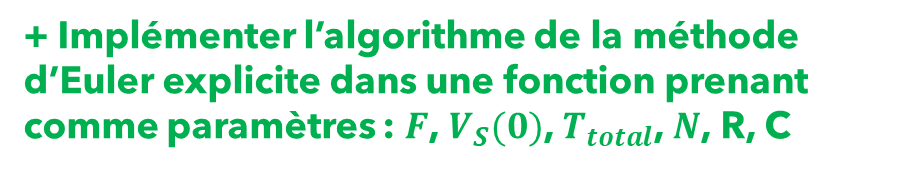 + Implémenter l’algorithme de la méthode
d’Euler explicite dans une fonction prenant
comme paramètres : F, V_S(0), T_total, N, R, C